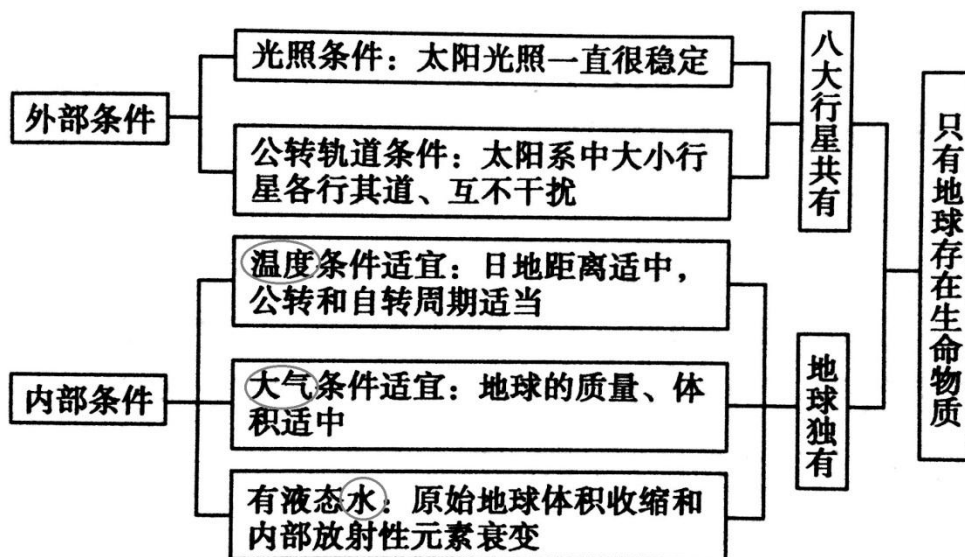 外部条件
光照条件：太阳光照一直很稳定
公转轨道条件：太阳系中大小行
星各行其道、互不干扰
八大行星共有
内部条件
温度条件适宜：日地距离适中，
公转和自转周期适当
大气条件适宜：地球的质量、体
积适中
有液态水：原始地球体积收缩和
内部放射性元素衰变
地球独有
只有地球存在生命物质